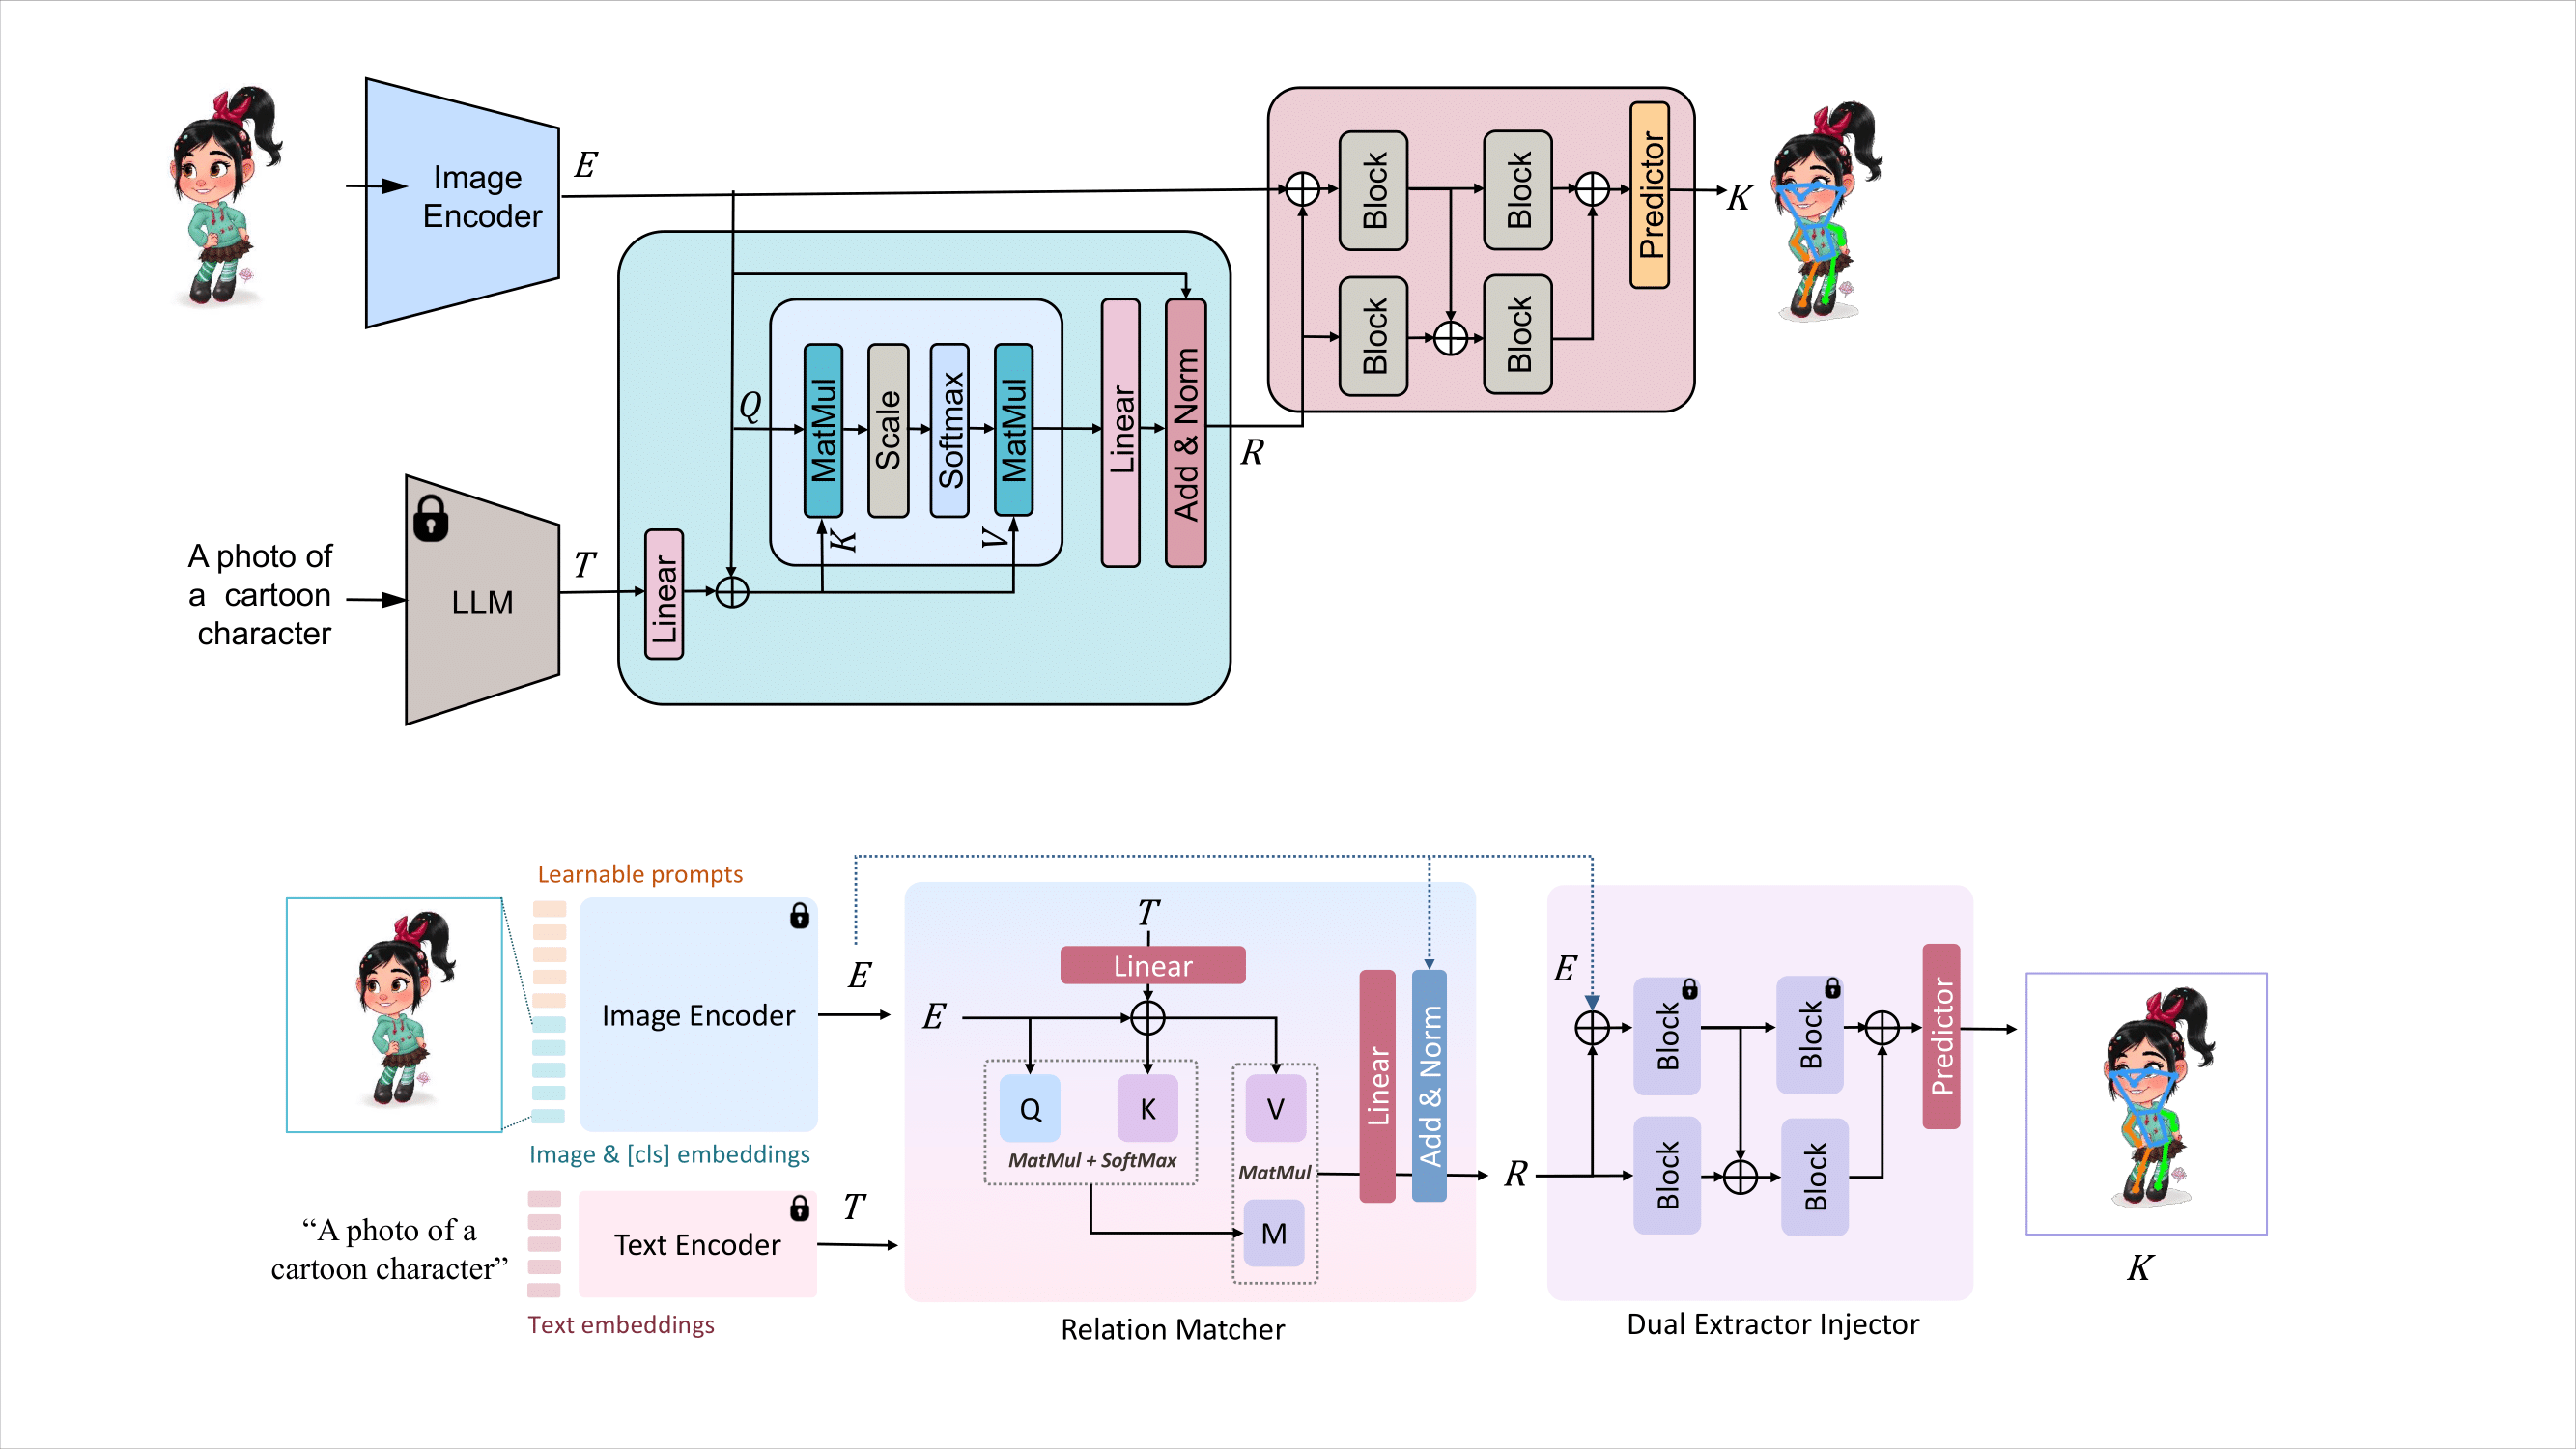 Image
Encoder
E
Q
MatMul
Scale
Softmax
MatMul
K
V
Linear
Add & Norm
R
A photo of
a cartoon
character
LLM
T
Linear
Block
Block
Block
Block
Predictor
K
Learnable prompts
Image Encoder
E
Image & [cls] embeddings
“A photo of a
cartoon character”
Text Encoder
T
Text embeddings
T
Linear
E
Q
K
V
MatMul + SoftMax
MatMul
M
Linear
Add & Norm
Relation Matcher
R
E
Block
Block
Block
Block
Predictor
Dual Extractor Injector
K